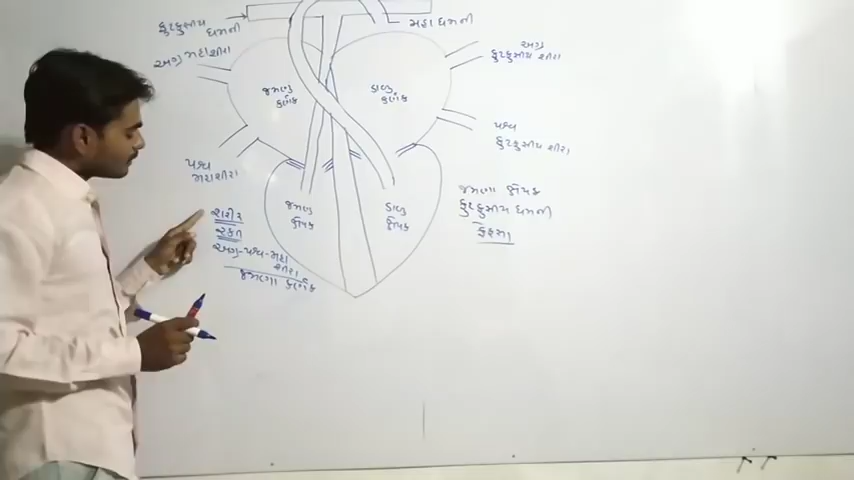 ફુપ્ફુસીય
ધમની
મહાધમની
અગ્ર મહાશીરા
અગ્ર
ફુપ્ફુસીય શીરા
જમણુ
કર્ણક
ડાબુ
કર્ણક
પશ્વ
ફુપ્ફુસીય શીરા
પશ્વ
મહાશીરા
જમણુ
ક્ષેપક
ડાબુ
ક્ષેપક
જમણા ક્ષેપક
ફુપ્ફુસીય ધમની
ફેફસા
શરીર
રક્ત
અગ્ર-પશ્વ-મહા
શીરા
જમણા કર્ણક